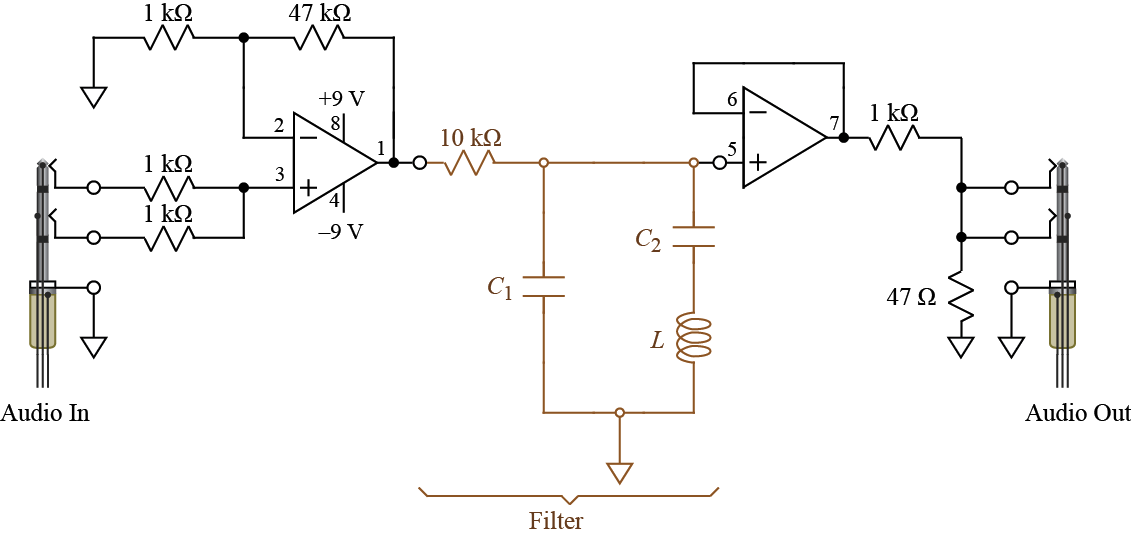 1 kΩ
47 kΩ
+9 V
2
8
1
3
4
–9 V
1 kΩ
1 kΩ
10 kΩ
C1
C2
L
6
7
5
1 kΩ
47 Ω
Audio In
Audio Out
Filter